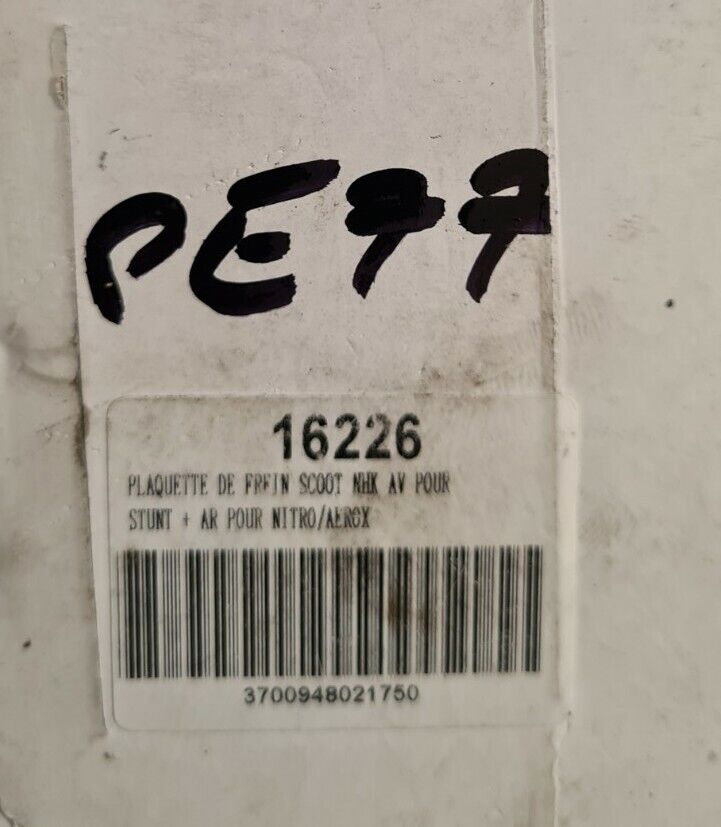 PE77
16226
PLAQUETTE DE FREIN SCOOT NHK AV POUR
STUNT + AR POUR NITRO/AEROX
3700948021750